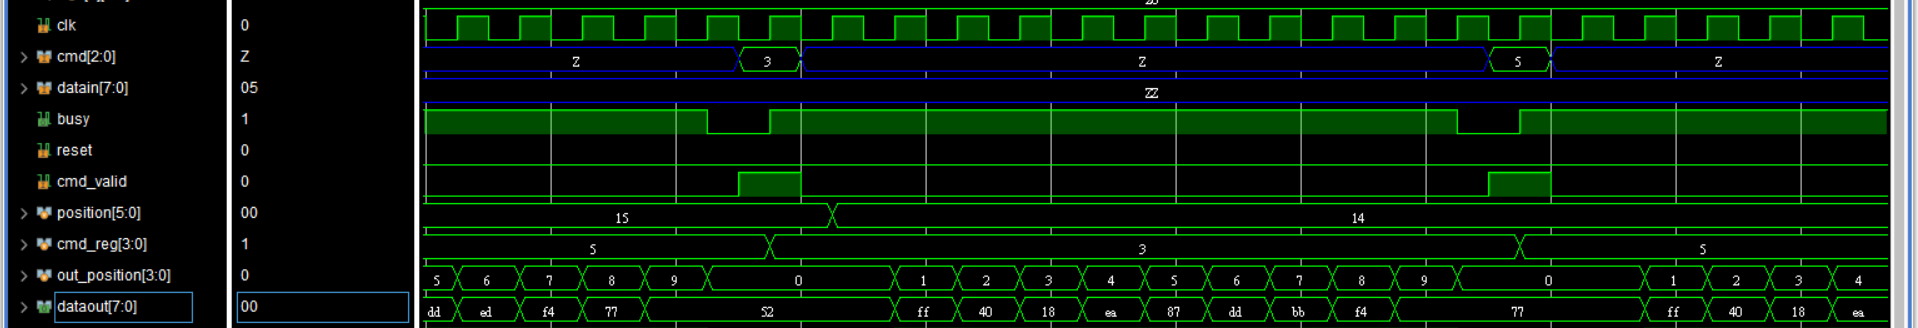 clk 0
cmd[2:0] Z Z 3 Z 5 Z
datain[7:0] 05 ZZ
busy 1
reset 0
cmd_valid 0
position[5:0] 00 15 14
cmd_reg[3:0] 1 5 3 5
out_position[3:0] 0 5 6 7 8 9 0 1 2 3 4 5 6 7 8 9 0 1 2 3 4
dataout[7:0] 00 dd ed f4 77 52 ff 40 18 ea 87 dd bb f4 77 ff 40 18 ea